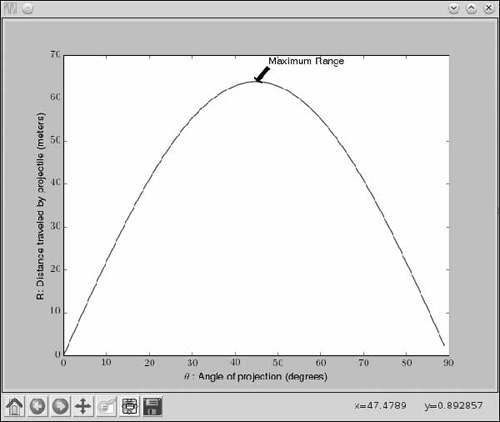 Maximum Range
70
60
50
40
30
20
10
0
R: Distance traveled by projectile (meters)
0 10 20 30 40 50 60 70 80 90
θ : Angle of projection (degrees)
x=47.4789 y=0.892857